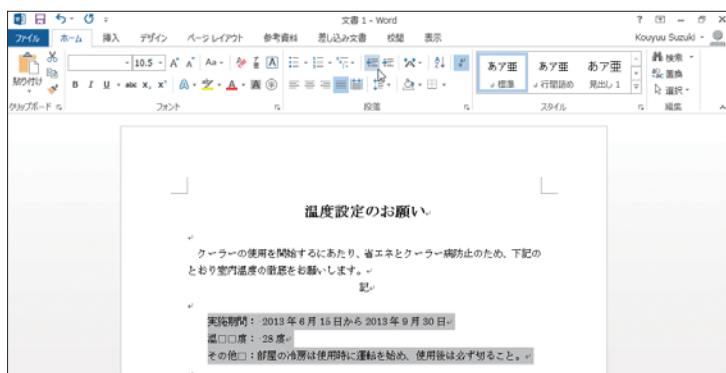 文書 1 - Word
ファイル ホーム 挿入 デザイン ページ レイアウト 参考資料 差し込み文書 校閲 表示 Kouyuu Suzuki
10.5
貼り付け
検索
置換
選択
あア亜 あア亜 あア亜
標準 行間詰め 見出し 1
クリップボード フォント 段落 スタイル 編集
温度設定のお願い
クーラーの使用を開始するにあたり、省エネとクーラー病防止のため、下記の
とおり室内温度の徹底をお願いします。
記
実施期間： 2013 年 6 月 15 日から 2013 年 9 月 30 日
温□□度： 28 度
その他□：部屋の冷房は使用時に運転を始め、使用後は必ず切ること。